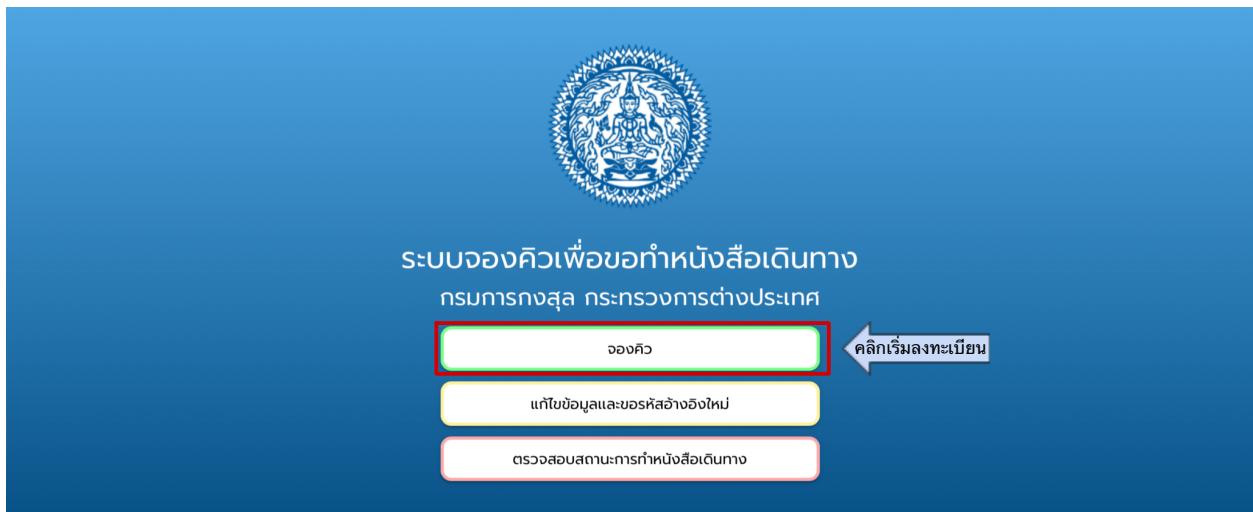 ระบบจองคิวเพื่อขอทำหนังสือเดินทาง
กรมการกงสุล กระทรวงการต่างประเทศ
จองคิว
คลิกเริ่มลงทะเบียน
แก้ไขข้อมูลและขอรหัสอ้างอิงใหม่
ตรวจสอบสถานะการทำหนังสือเดินทาง